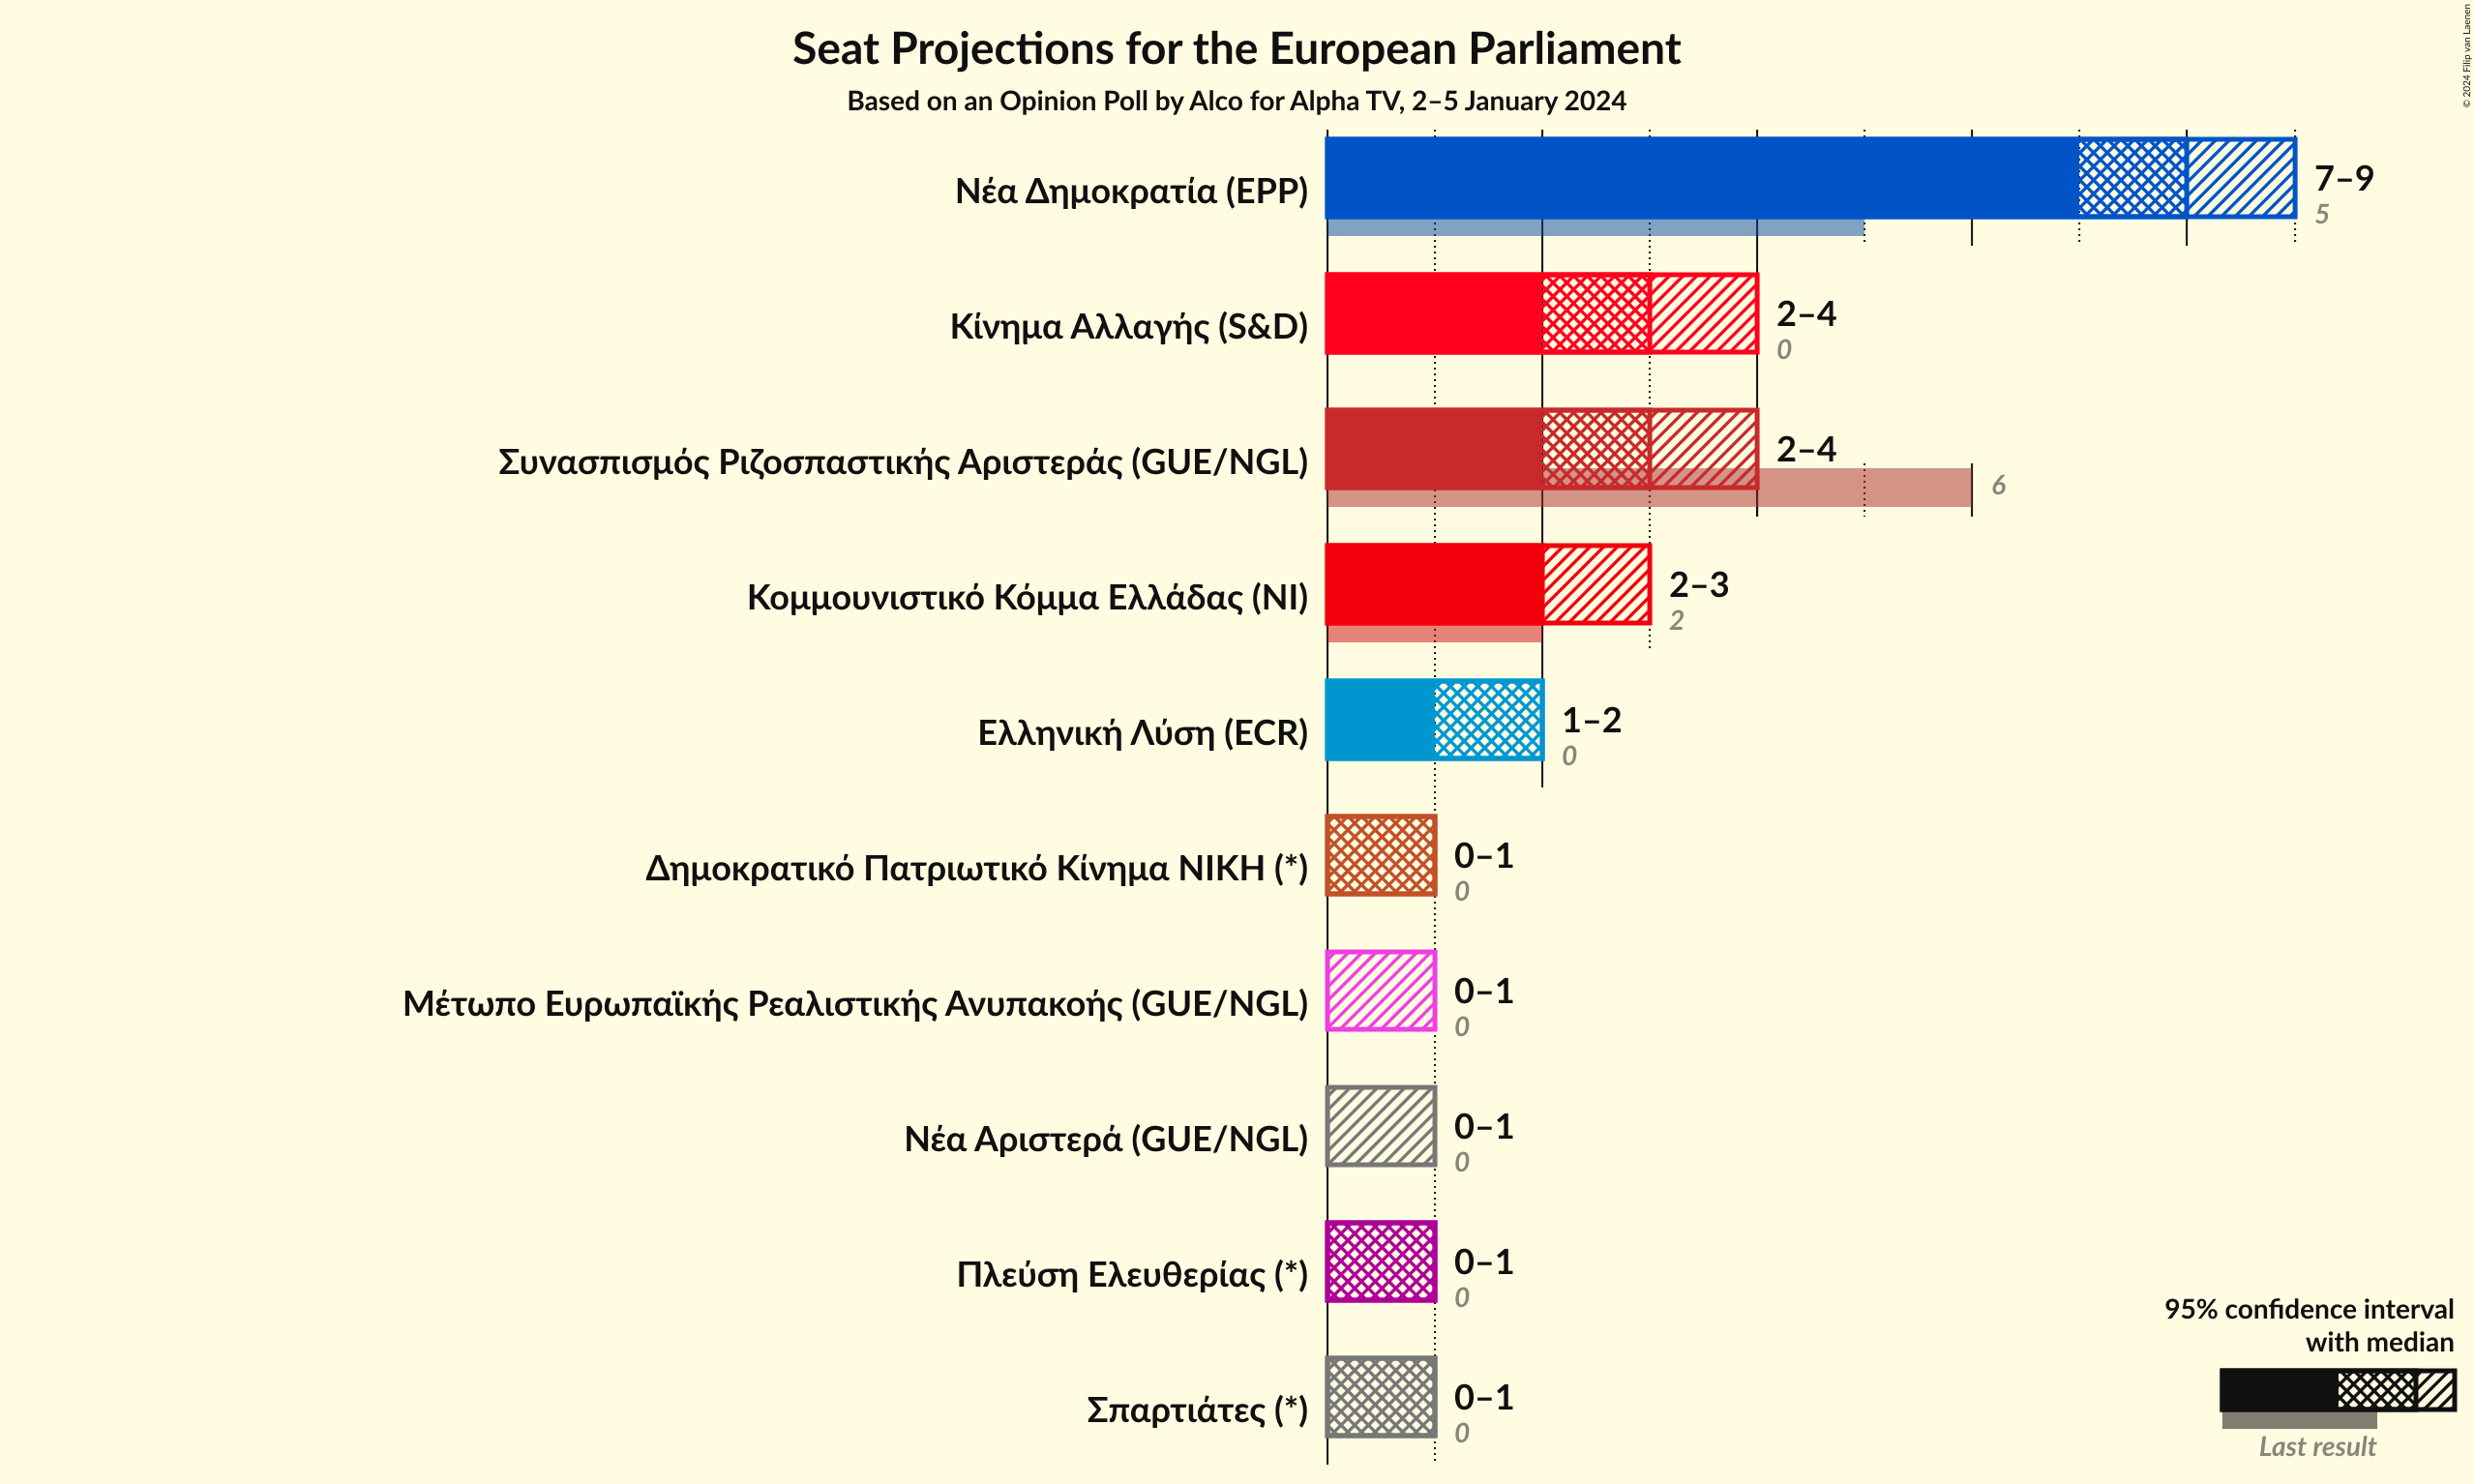 Seat Projections for the European Parliament
Based on an Opinion Poll by Alco for Alpha TV, 2–5 January 2024
© 2024 Filip van Laenen
Νέα Δημοκρατία (EPP)
7–9
5
Κίνημα Αλλαγής (S&D)
2–4
0
Συνασπισμός Ριζοσπαστικής Αριστεράς (GUE/NGL)
2–4
6
Κομμουνιστικό Κόμμα Ελλάδας (NI)
2–3
2
Ελληνική Λύση (ECR)
1–2
0
Δημοκρατικό Πατριωτικό Κίνημα ΝΙΚΗ (*)
0–1
0
Μέτωπο Ευρωπαϊκής Ρεαλιστικής Ανυπακοής (GUE/NGL)
0–1
0
Νέα Αριστερά (GUE/NGL)
0–1
0
Πλεύση Ελευθερίας (*)
0–1
0
Σπαρτιάτες (*)
0–1
0
95% confidence interval
with median
Last result